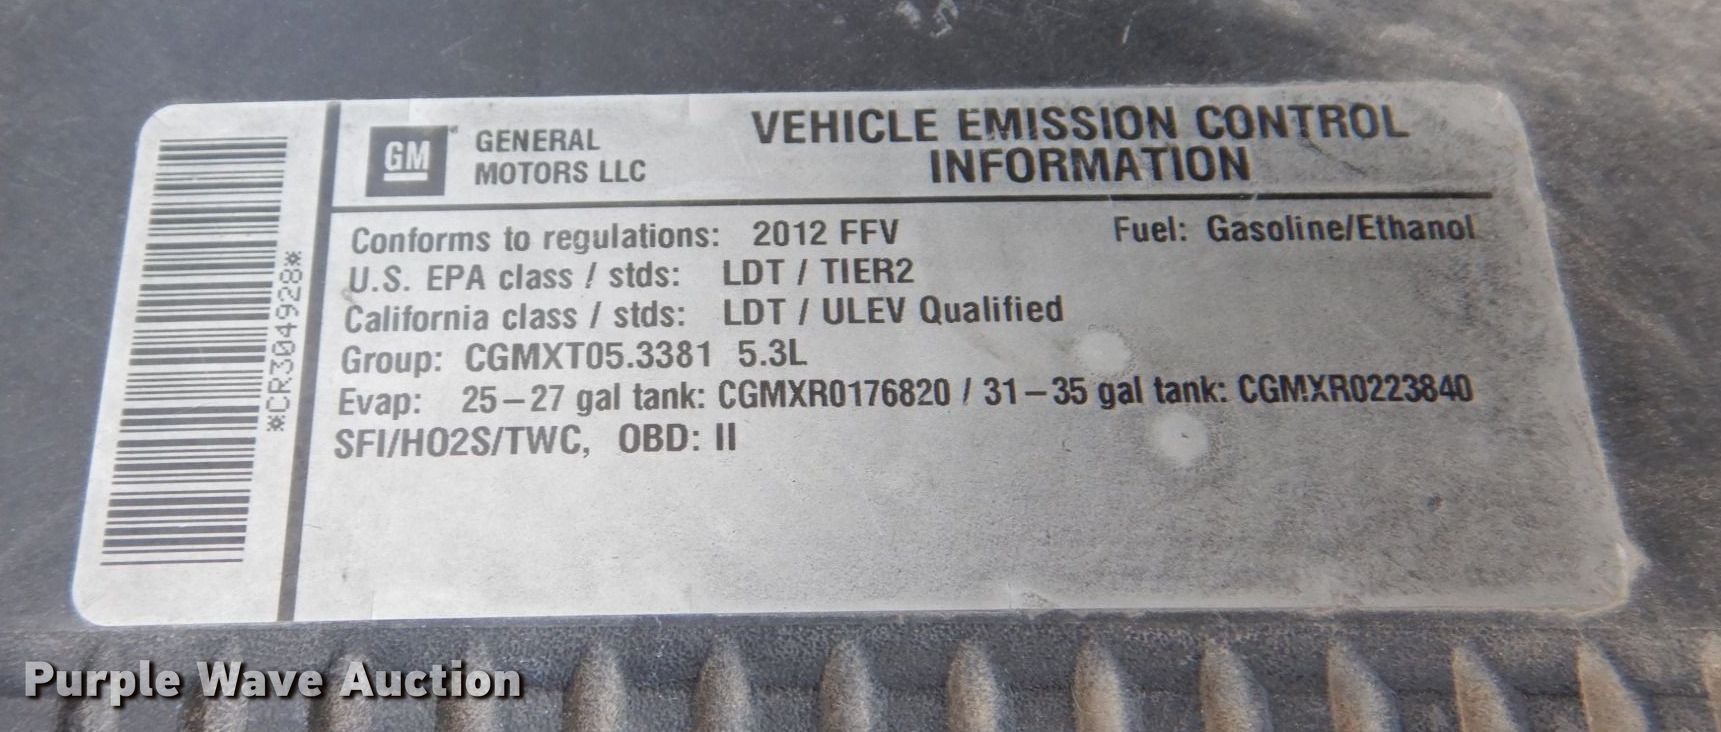 *CR304928*
GM
GENERAL
MOTORS LLC
VEHICLE EMISSION CONTROL
INFORMATION
Conforms to regulations: 2012 FFV Fuel: Gasoline/Ethanol
U.S. EPA class / stds: LDT / TIER2
California class / stds: LDT / ULEV Qualified
Group: CGMXT05.3381 5.3L
Evap: 25-27 gal tank: CGMXR0176820 / 31-35 gal tank: CGMXR0223840
SFI/HO2S/TWC, OBD: II
Purple Wave Auction